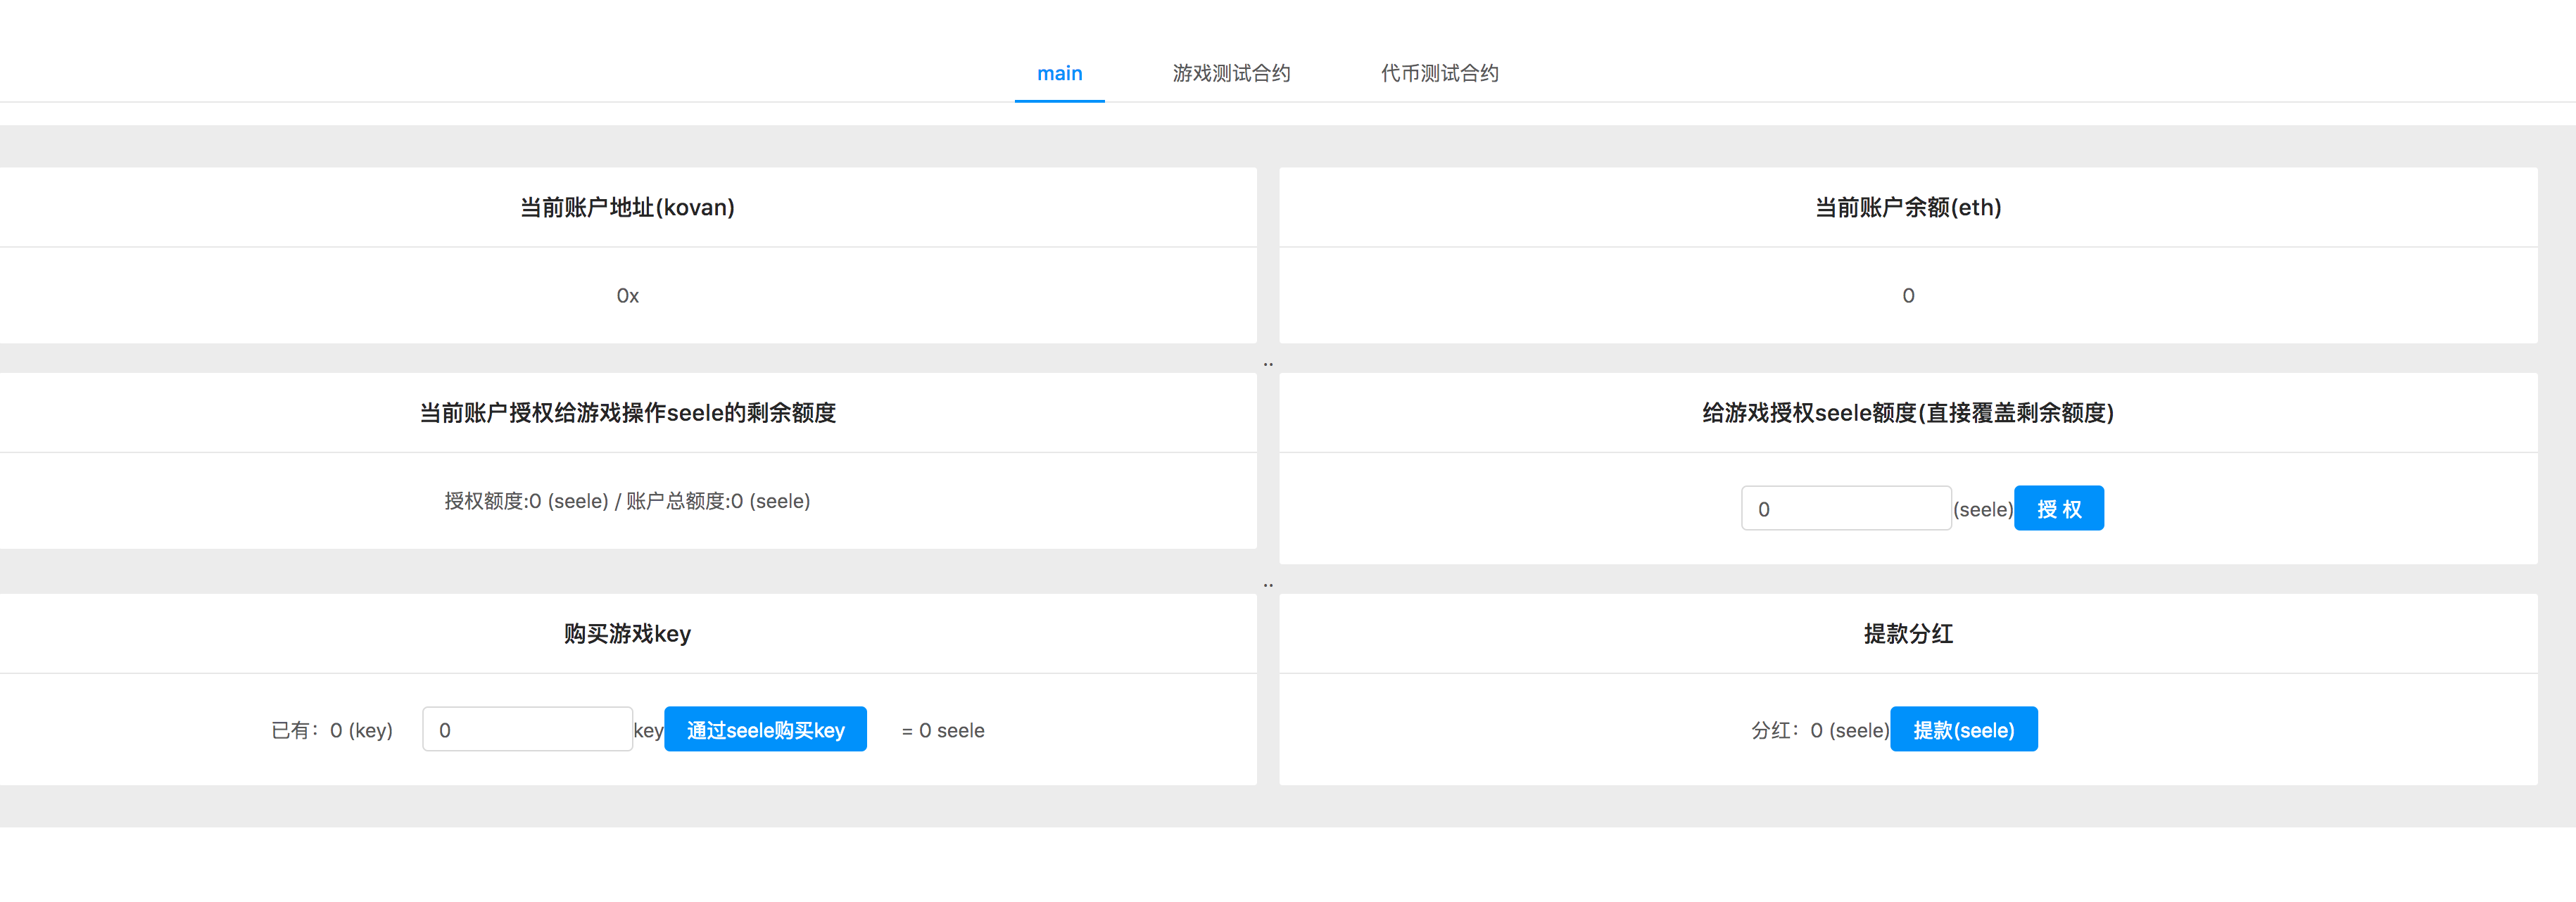 main 游戏测试合约 代币测试合约
当前账户地址(kovan)
0x
当前账户余额(eth)
0
..
当前账户授权给游戏操作seele的剩余额度
授权额度:0 (seele) / 账户总额度:0 (seele)
给游戏授权seele额度(直接覆盖剩余额度)
0 (seele) 授 权
..
购买游戏key
已有：0 (key) 0 key 通过seele购买key = 0 seele
提款分红
分红：0 (seele) 提款(seele)